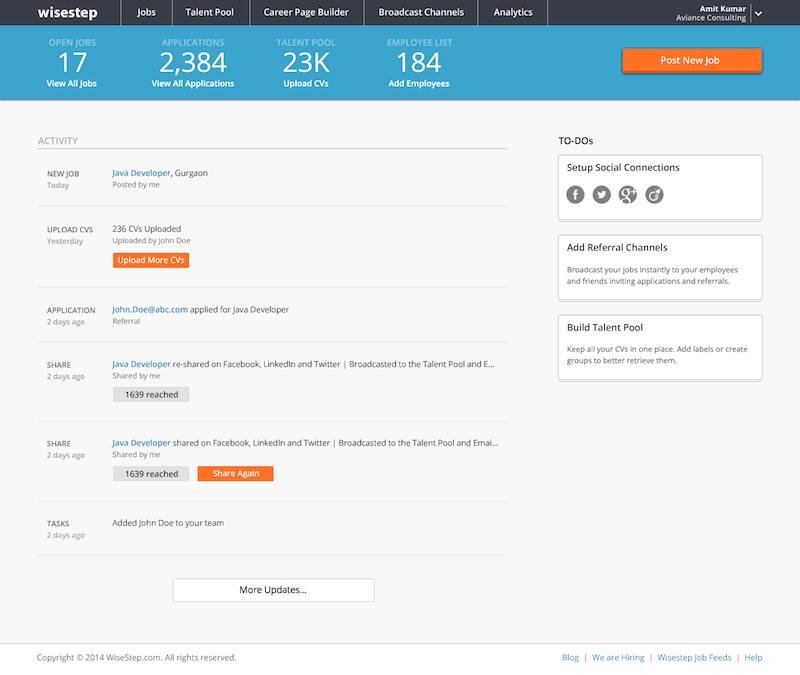 wisestep
Jobs
Talent Pool
Career Page Builder
Broadcast Channels
Analytics
Amit Kumar
Aviance Consulting
OPEN JOBS
17
View All Jobs
APPLICATIONS
2,384
View All Applications
TALENT POOL
23K
Upload CVs
EMPLOYEE LIST
184
Add Employees
Post New Job
ACTIVITY
NEW JOB
Today
Java Developer, Gurgaon
Posted by me
UPLOAD CVS
Yesterday
236 CVs Uploaded
Uploaded by John Doe
Upload More CVs
APPLICATION
2 days ago
John.Doe@abc.com applied for Java Developer
Referral
SHARE
2 days ago
Java Developer re-shared on Facebook, LinkedIn and Twitter | Broadcasted to the Talent Pool and E...
Shared by me
1639 reached
SHARE
2 days ago
Java Developer shared on Facebook, LinkedIn and Twitter | Broadcasted to the Talent Pool and Emai...
Shared by me
1639 reached
Share Again
TASKS
2 days ago
Added John Doe to your team
More Updates...
TO-DOs
Setup Social Connections
Add Referral Channels
Broadcast your jobs instantly to your employees
and friends inviting applications and referrals.
Build Talent Pool
Keep all your CVs in one place. Add labels or create
groups to better retrieve them.
Copyright © 2014 WiseStep.com. All rights reserved.
Blog | We are Hiring | Wisestep Job Feeds | Help